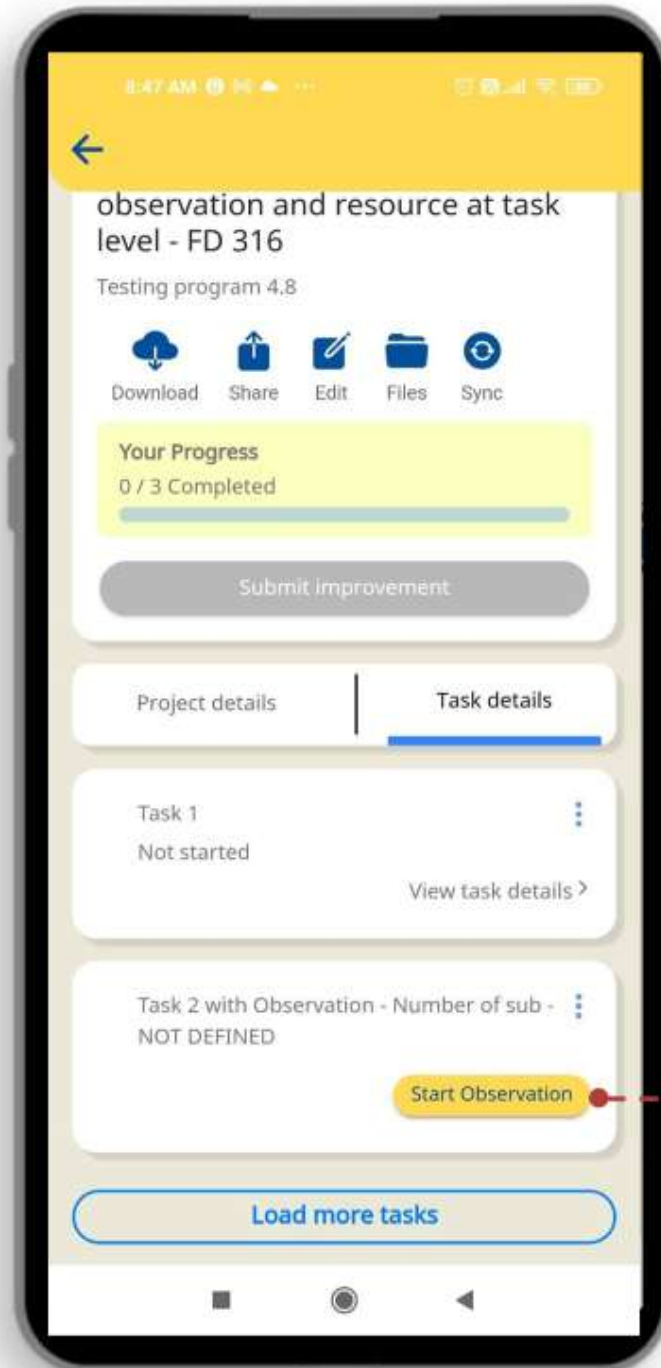 8:47 AM
observation and resource at task
level - FD 316
Testing program 4.8
Download Share Edit Files Sync
Your Progress
0 / 3 Completed
Submit improvement
Project details Task details
Task 1
Not started
View task details >
Task 2 with Observation - Number of sub -
NOT DEFINED
Start Observation
Load more tasks